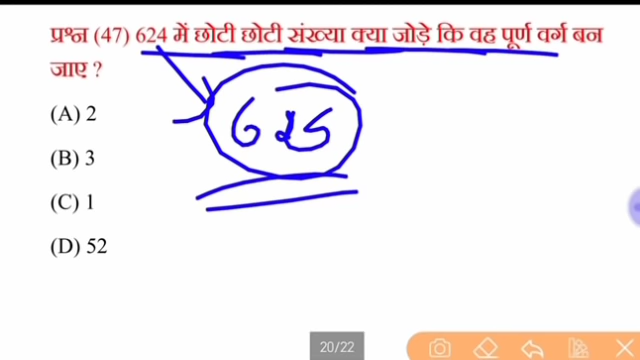 प्रश्न (47) 624 में छोटी छोटी संख्या क्या जोड़े कि वह पूर्ण वर्ग बन
जाए ?
(A) 2
625
(B) 3
(C) 1
(D) 52
20/22